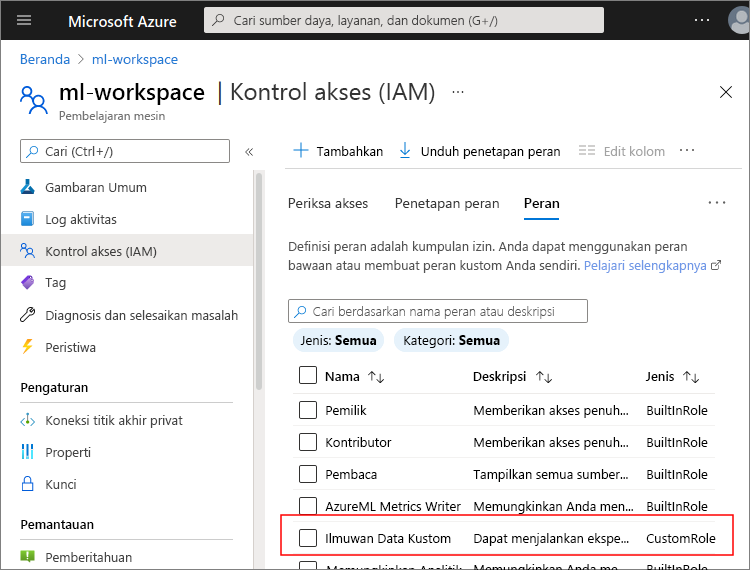 Microsoft Azure
Cari sumber daya, layanan, dan dokumen (G+/)
Beranda > ml-workspace
ml-workspace | Kontrol akses (IAM) ...
Pembelajaran mesin
Cari (Ctrl+/)
«
Gambaran Umum
Log aktivitas
Kontrol akses (IAM)
Tag
Diagnosis dan selesaikan masalah
Peristiwa
Pengaturan
Koneksi titik akhir privat
Properti
Kunci
Pemantauan
Pemberitahuan
Tambahkan Unduh penetapan peran Edit kolom
Periksa akses Penetapan peran Peran
Definisi peran adalah kumpulan izin. Anda dapat menggunakan peran
bawaan atau membuat peran kustom Anda sendiri. Pelajari selengkapnya
Cari berdasarkan nama peran atau deskripsi
Jenis: Semua Kategori: Semua
Nama Deskripsi Jenis
Pemilik Memberikan akses penuh... BuiltInRole
Kontributor Memberikan akses penuh... BuiltInRole
Pembaca Tampilkan semua sumber... BuiltInRole
AzureML Metrics Writer Memungkinkan Anda men... BuiltInRole
Ilmuwan Data Kustom Dapat menjalankan ekspe... CustomRole